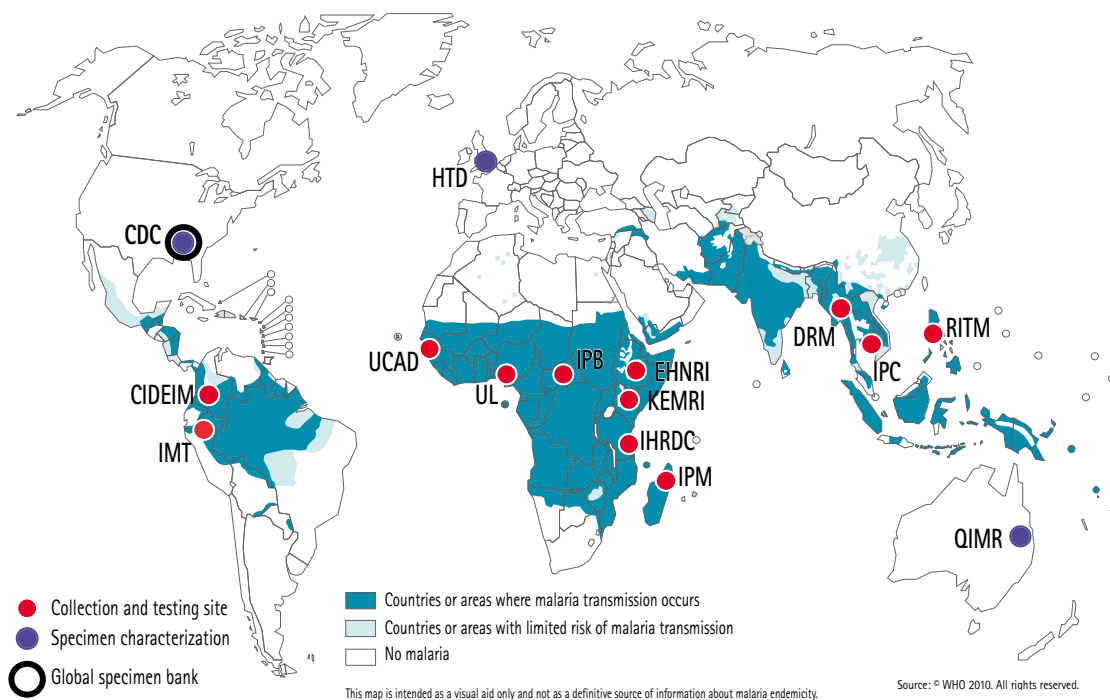 HTD
CDC
UCAD
UL
IPB
EHNRI
KEMRI
IHRDC
IPM
DRM
IPC
RITM
CIDEIM
IMT
QIMR
Collection and testing site
Specimen characterization
Global specimen bank
Countries or areas where malaria transmission occurs
Countries or areas with limited risk of malaria transmission
No malaria
This map is intended as a visual aid only and not as a definitive source of information about malaria endemicity.
Source: © WHO 2010. All rights reserved.